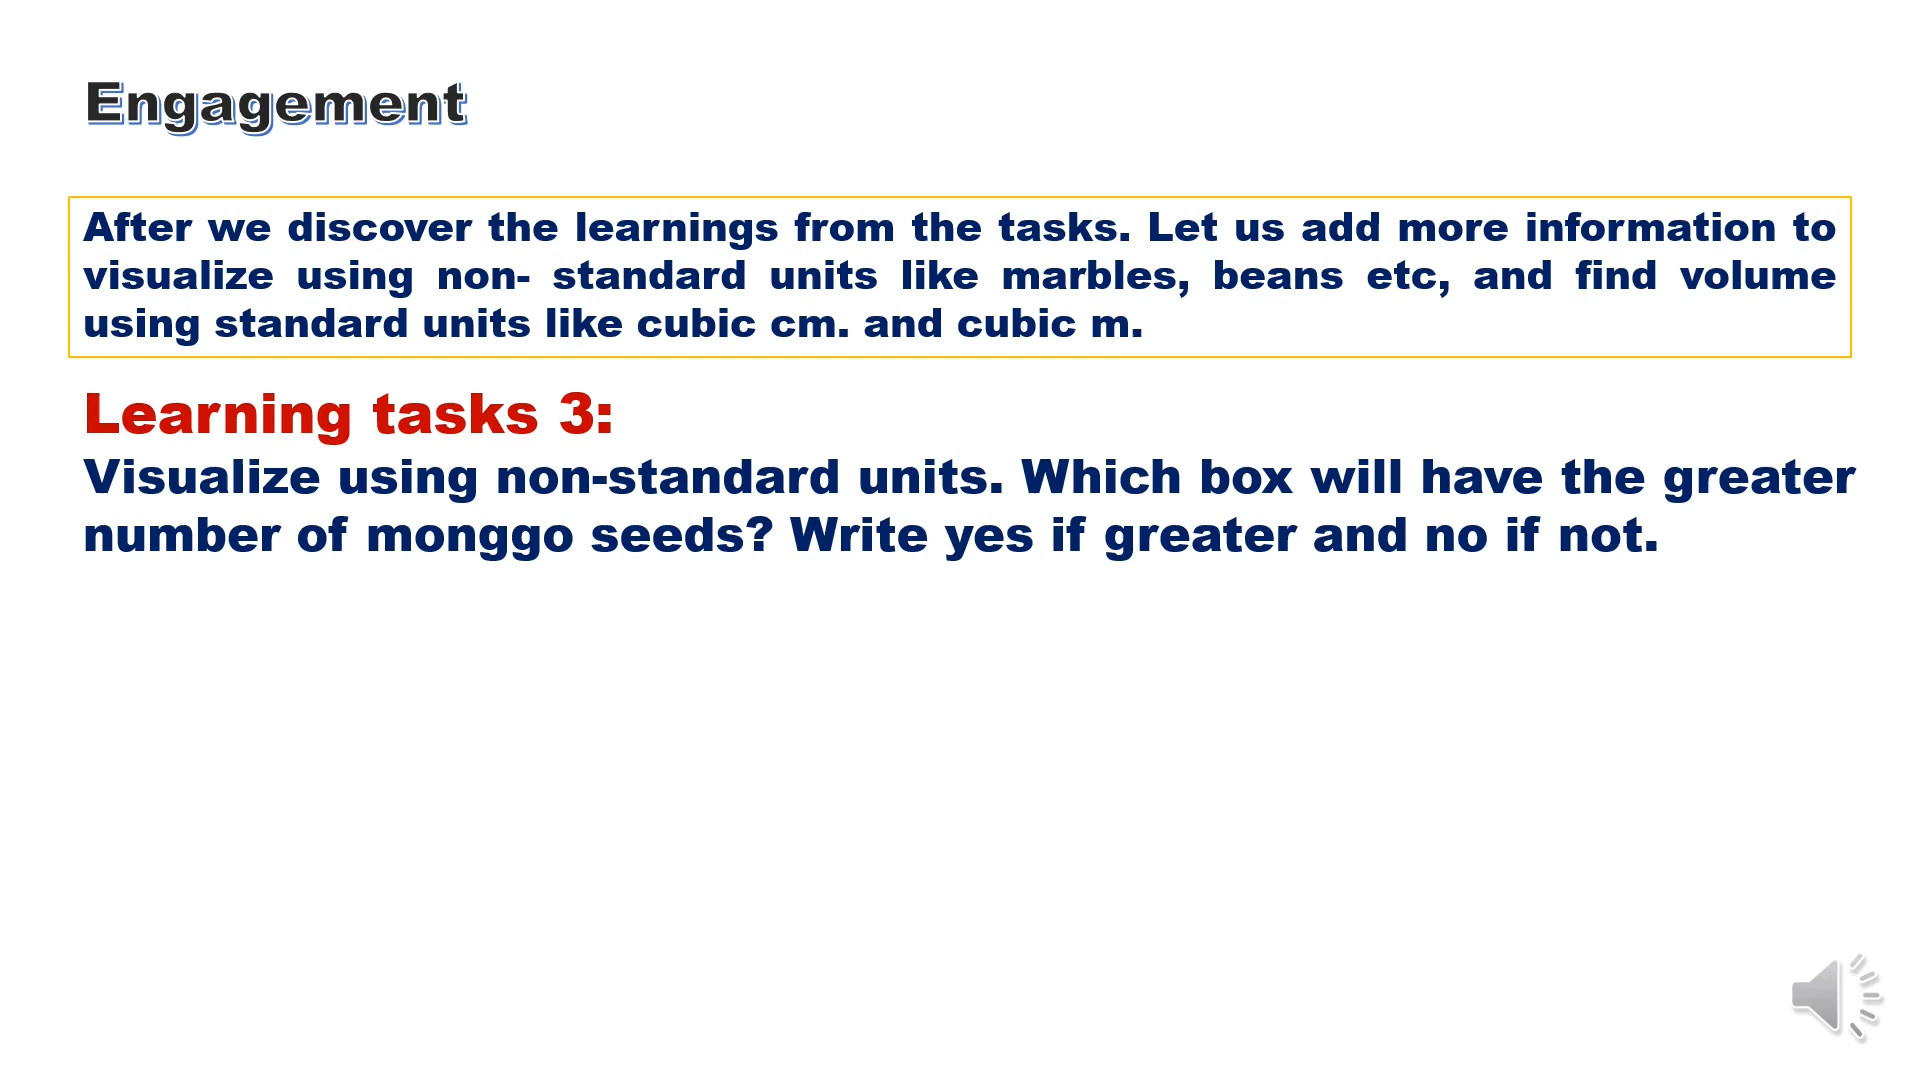 Engagement
After we discover the learnings from the tasks. Let us add more information to
visualize using non- standard units like marbles, beans etc, and find volume
using standard units like cubic cm. and cubic m.
Learning tasks 3:
Visualize using non-standard units. Which box will have the greater
number of monggo seeds? Write yes if greater and no if not.